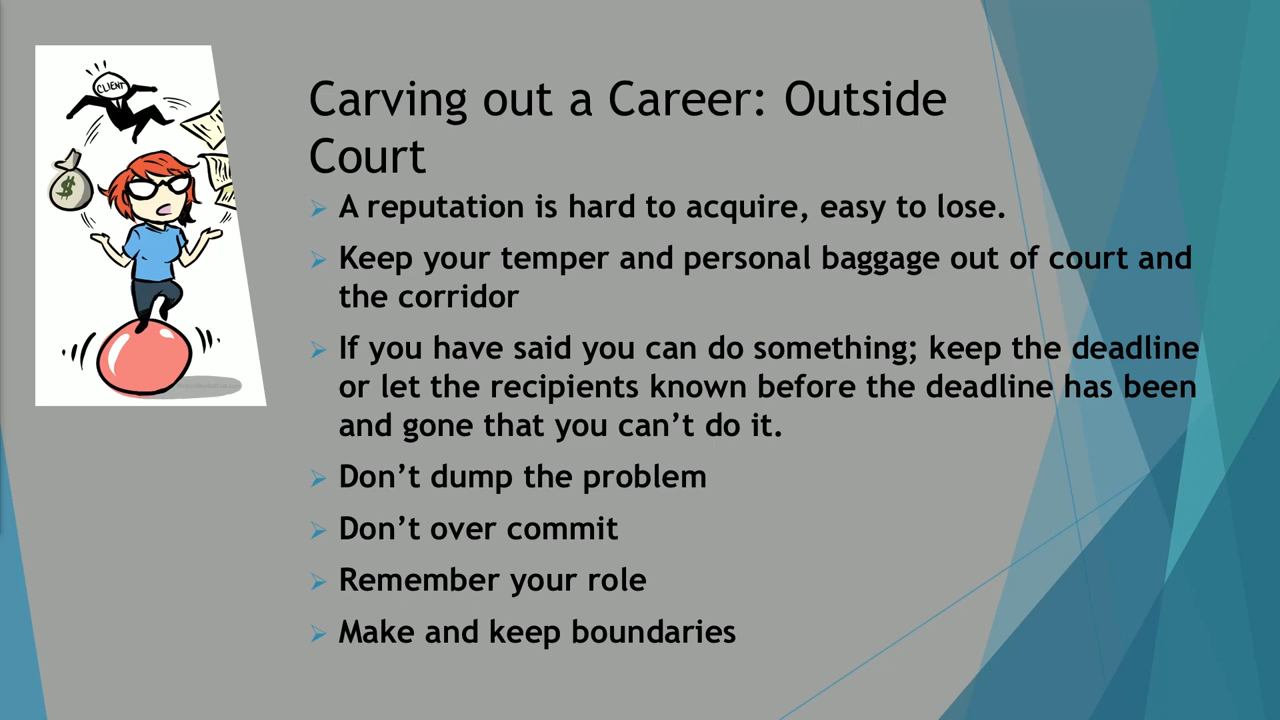 CLIENT
$
Carving out a Career: Outside
Court
A reputation is hard to acquire, easy to lose.
Keep your temper and personal baggage out of court and
the corridor
If you have said you can do something; keep the deadline
or let the recipients known before the deadline has been
and gone that you can’t do it.
Don’t dump the problem
Don’t over commit
Remember your role
Make and keep boundaries